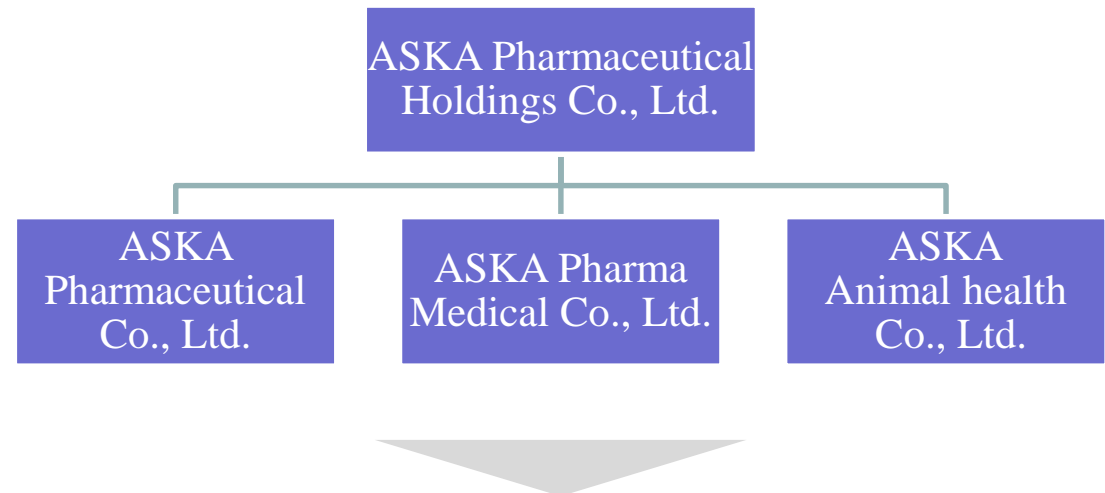 ASKA Pharmaceutical
Holdings Co., Ltd.
ASKA
Pharmaceutical
Co., Ltd.
ASKA Pharma
Medical Co., Ltd.
ASKA
Animal health
Co., Ltd.